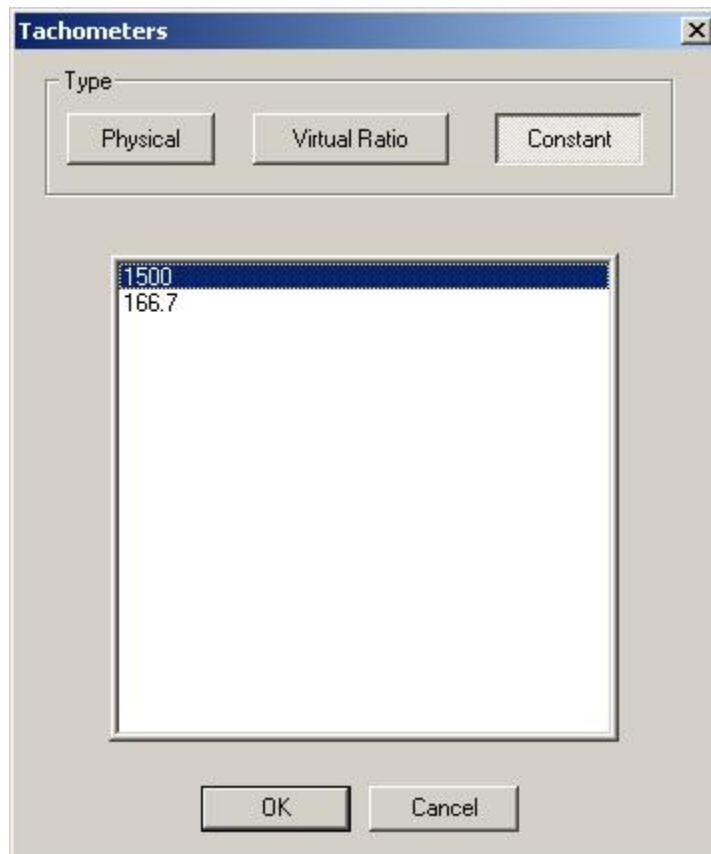 Tachometers
Type
Physical Virtual Ratio Constant
1500
166.7
OK Cancel